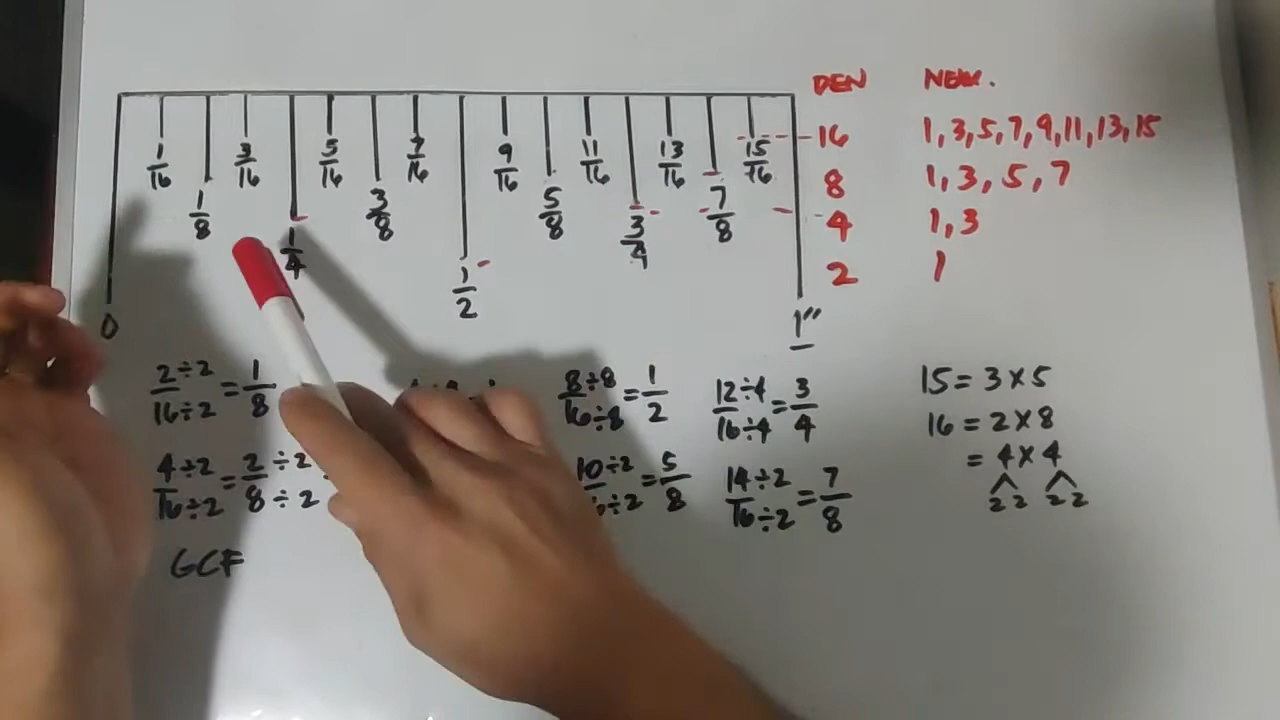 DEN NUM.
1/16 3/16 5/16 7/16 9/16 11/16 13/16 15/16 16 1,3,5,7,9,11,13,15
1/8 3/8 5/8 7/8 8 1,3,5,7
1/4 3/4 4 1,3
1/2 2 1
0 1"
2÷2/16÷2 = 1/8 8÷8/16÷8 = 1/2 12÷4/16÷4 = 3/4 15 = 3×5
16 = 2×8
4÷2/16÷2 = 2÷2/8÷2 10÷2/÷2 = 5/8 14÷2/16÷2 = 7/8 = 4×4
2 2 2 2
GCF